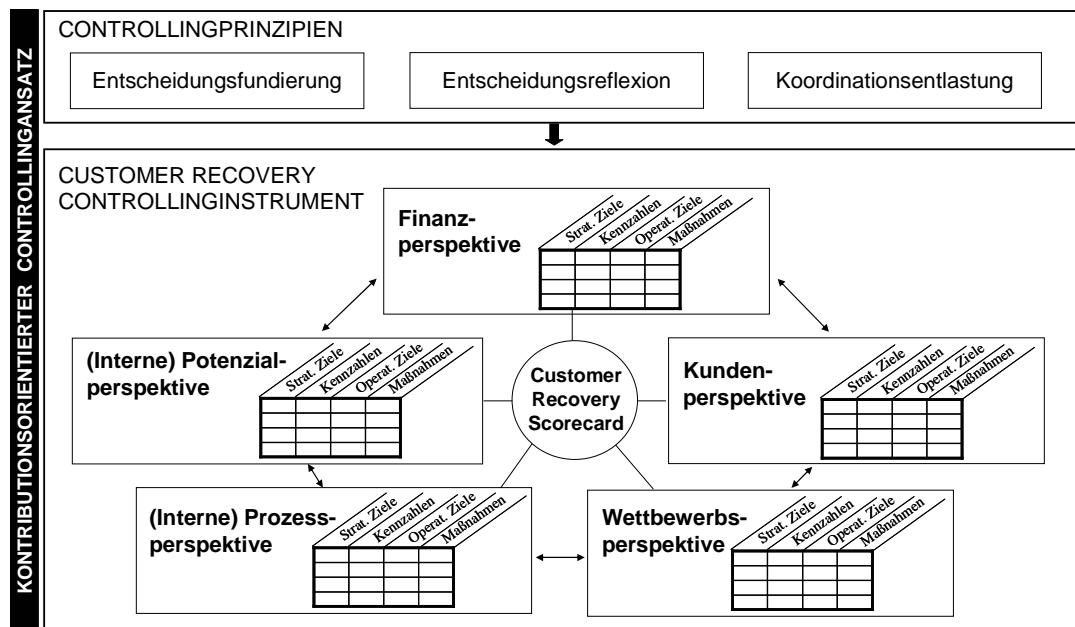 KONTRIBUTIONSORIENTIERTER CONTROLLINGANSATZ
CONTROLLINGPRINZIPIEN
Entscheidungsfundierung
Entscheidungsreflexion
Koordinationsentlastung
CUSTOMER RECOVERY
CONTROLLINGINSTRUMENT
Finanz-
perspektive
Strat. Ziele
Kennzahlen
Operat. Ziele
Maßnahmen
(Interne) Potenzial-
perspektive
Strat. Ziele
Kennzahlen
Operat. Ziele
Maßnahmen
Customer
Recovery
Scorecard
Kunden-
perspektive
Strat. Ziele
Kennzahlen
Operat. Ziele
Maßnahmen
(Interne) Prozess-
perspektive
Strat. Ziele
Kennzahlen
Operat. Ziele
Maßnahmen
Wettbewerbs-
perspektive
Strat. Ziele
Kennzahlen
Operat. Ziele
Maßnahmen